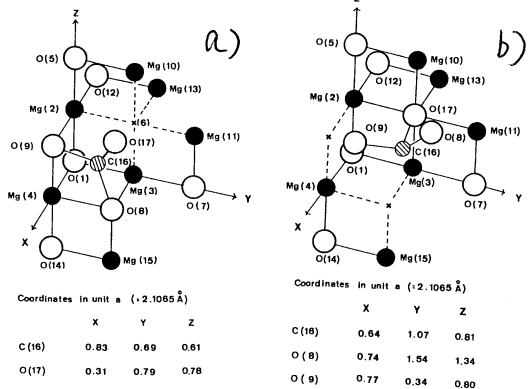 a)
Z
O(5)
Mg(10)
O(12)
Mg(13)
Mg(2)
x(6)
Mg(11)
O(9)
O(17)
C(16)
O(1)
Mg(3)
Mg(4)
O(8)
O(7)
Y
X
O(14)
Mg(15)
Coordinates in unit a (=2.1065 Å)
X Y Z
C(16) 0.83 0.69 0.61
O(17) 0.31 0.79 0.78
b)
Z
O(5)
Mg(10)
O(12)
Mg(13)
Mg(2)
O(17)
O(9)
O(8)
Mg(11)
C(16)
O(1)
Mg(3)
Mg(4)
O(7)
Y
X
O(14)
Mg(15)
Coordinates in unit a (=2.1065 Å)
X Y Z
C(16) 0.64 1.07 0.81
O(8) 0.74 1.54 1.34
O(9) 0.77 0.34 0.80